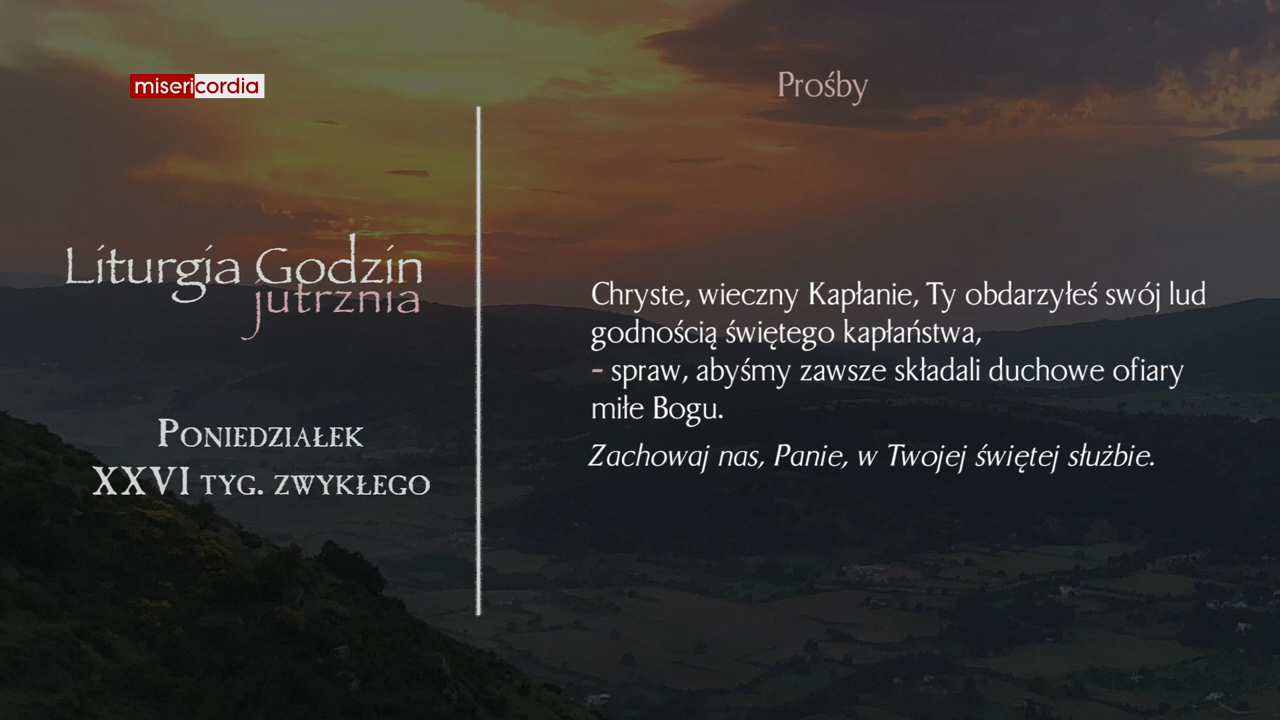 misericordia
Liturgia Godzin
jutrznia
Poniedziałek
XXVI tyg. zwykłego
Prośby
Chryste, wieczny Kapłanie, Ty obdarzyłeś swój lud
godnością świętego kapłaństwa,
- spraw, abyśmy zawsze składali duchowe ofiary
miłe Bogu.
Zachowaj nas, Panie, w Twojej świętej służbie.